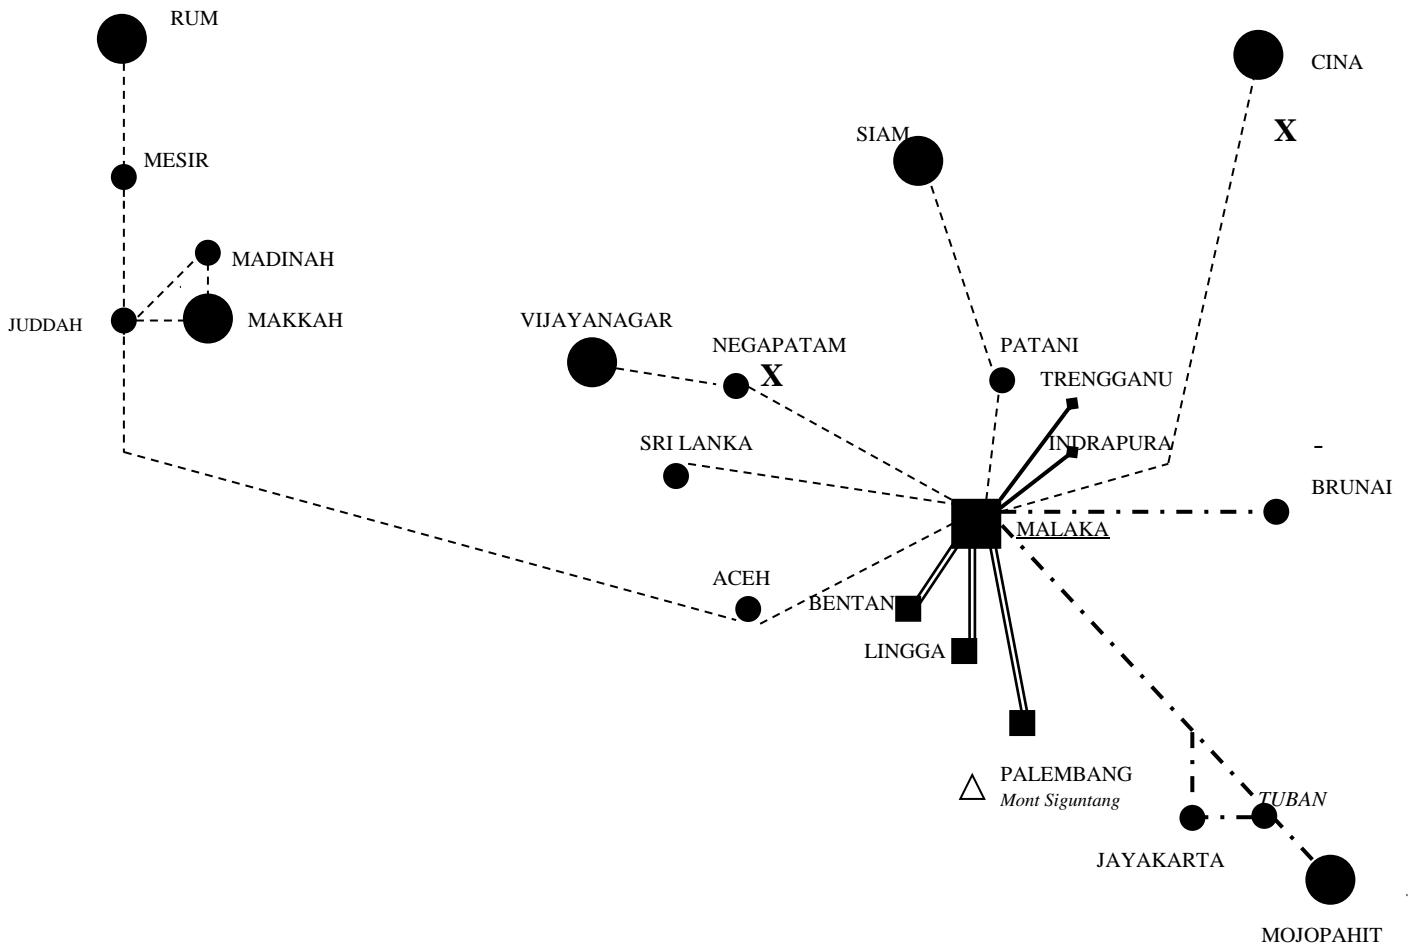 RUM
CINA
X
SIAM
MESIR
MADINAH
JUDDAH
MAKKAH
VIJAYANAGAR
NEGAPATAM
X
PATANI
TRENGGANU
SRI LANKA
INDRAPURA
BRUNAI
MALAKA
ACEH
BENTAN
LINGGA
PALEMBANG
Mont Siguntang
TUBAN
JAYAKARTA
MOJOPAHIT